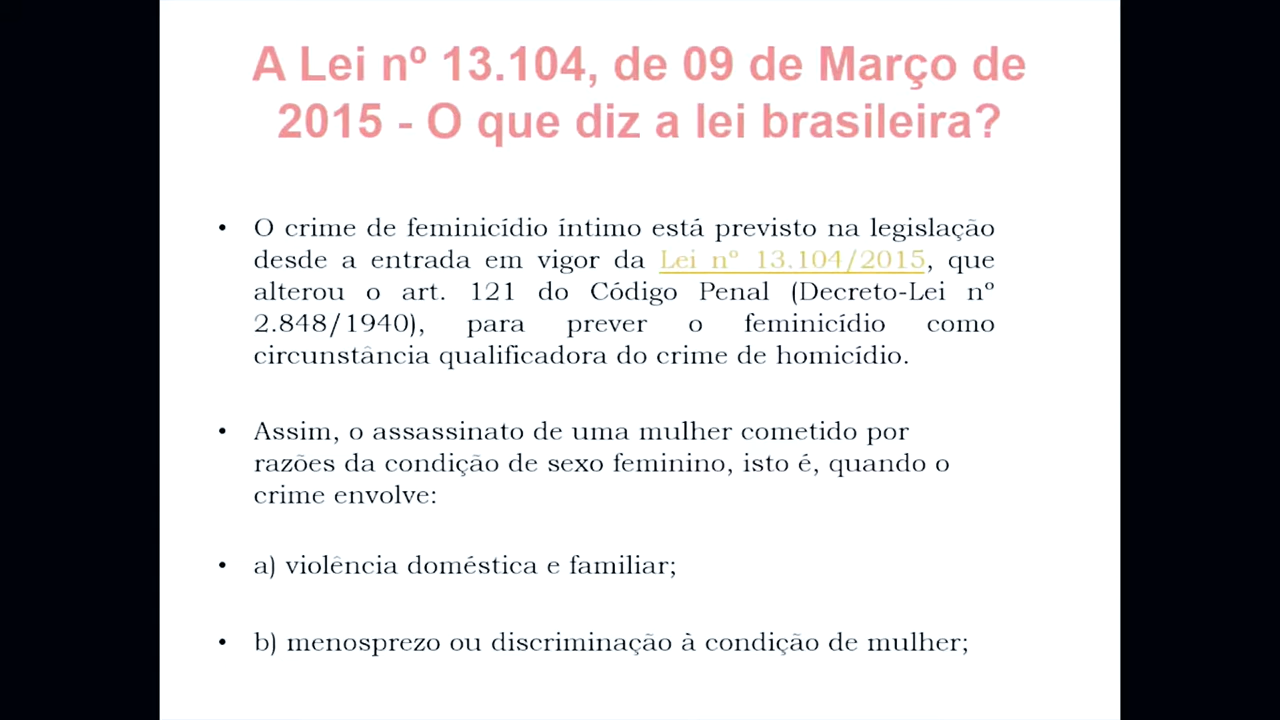 A Lei nº 13.104, de 09 de Março de
2015 - O que diz a lei brasileira?
• O crime de feminicídio íntimo está previsto na legislação
desde a entrada em vigor da Lei nº 13.104/2015, que
alterou o art. 121 do Código Penal (Decreto-Lei nº
2.848/1940), para prever o feminicídio como
circunstância qualificadora do crime de homicídio.
• Assim, o assassinato de uma mulher cometido por
razões da condição de sexo feminino, isto é, quando o
crime envolve:
• a) violência doméstica e familiar;
• b) menosprezo ou discriminação à condição de mulher;